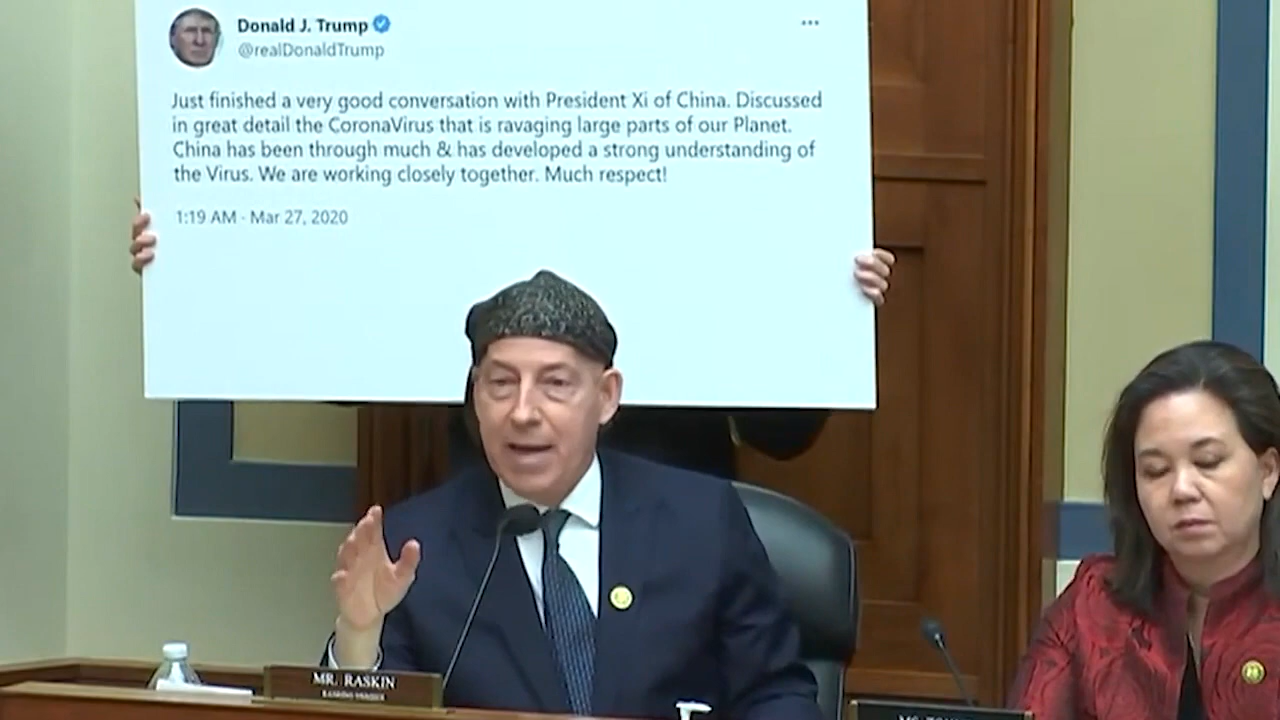 Donald J. Trump
@realDonaldTrump
Just finished a very good conversation with President Xi of China. Discussed
in great detail the CoronaVirus that is ravaging large parts of our Planet.
China has been through much & has developed a strong understanding of
the Virus. We are working closely together. Much respect!
1:19 AM - Mar 27, 2020
MR. RASKIN
RANKING MEMBER